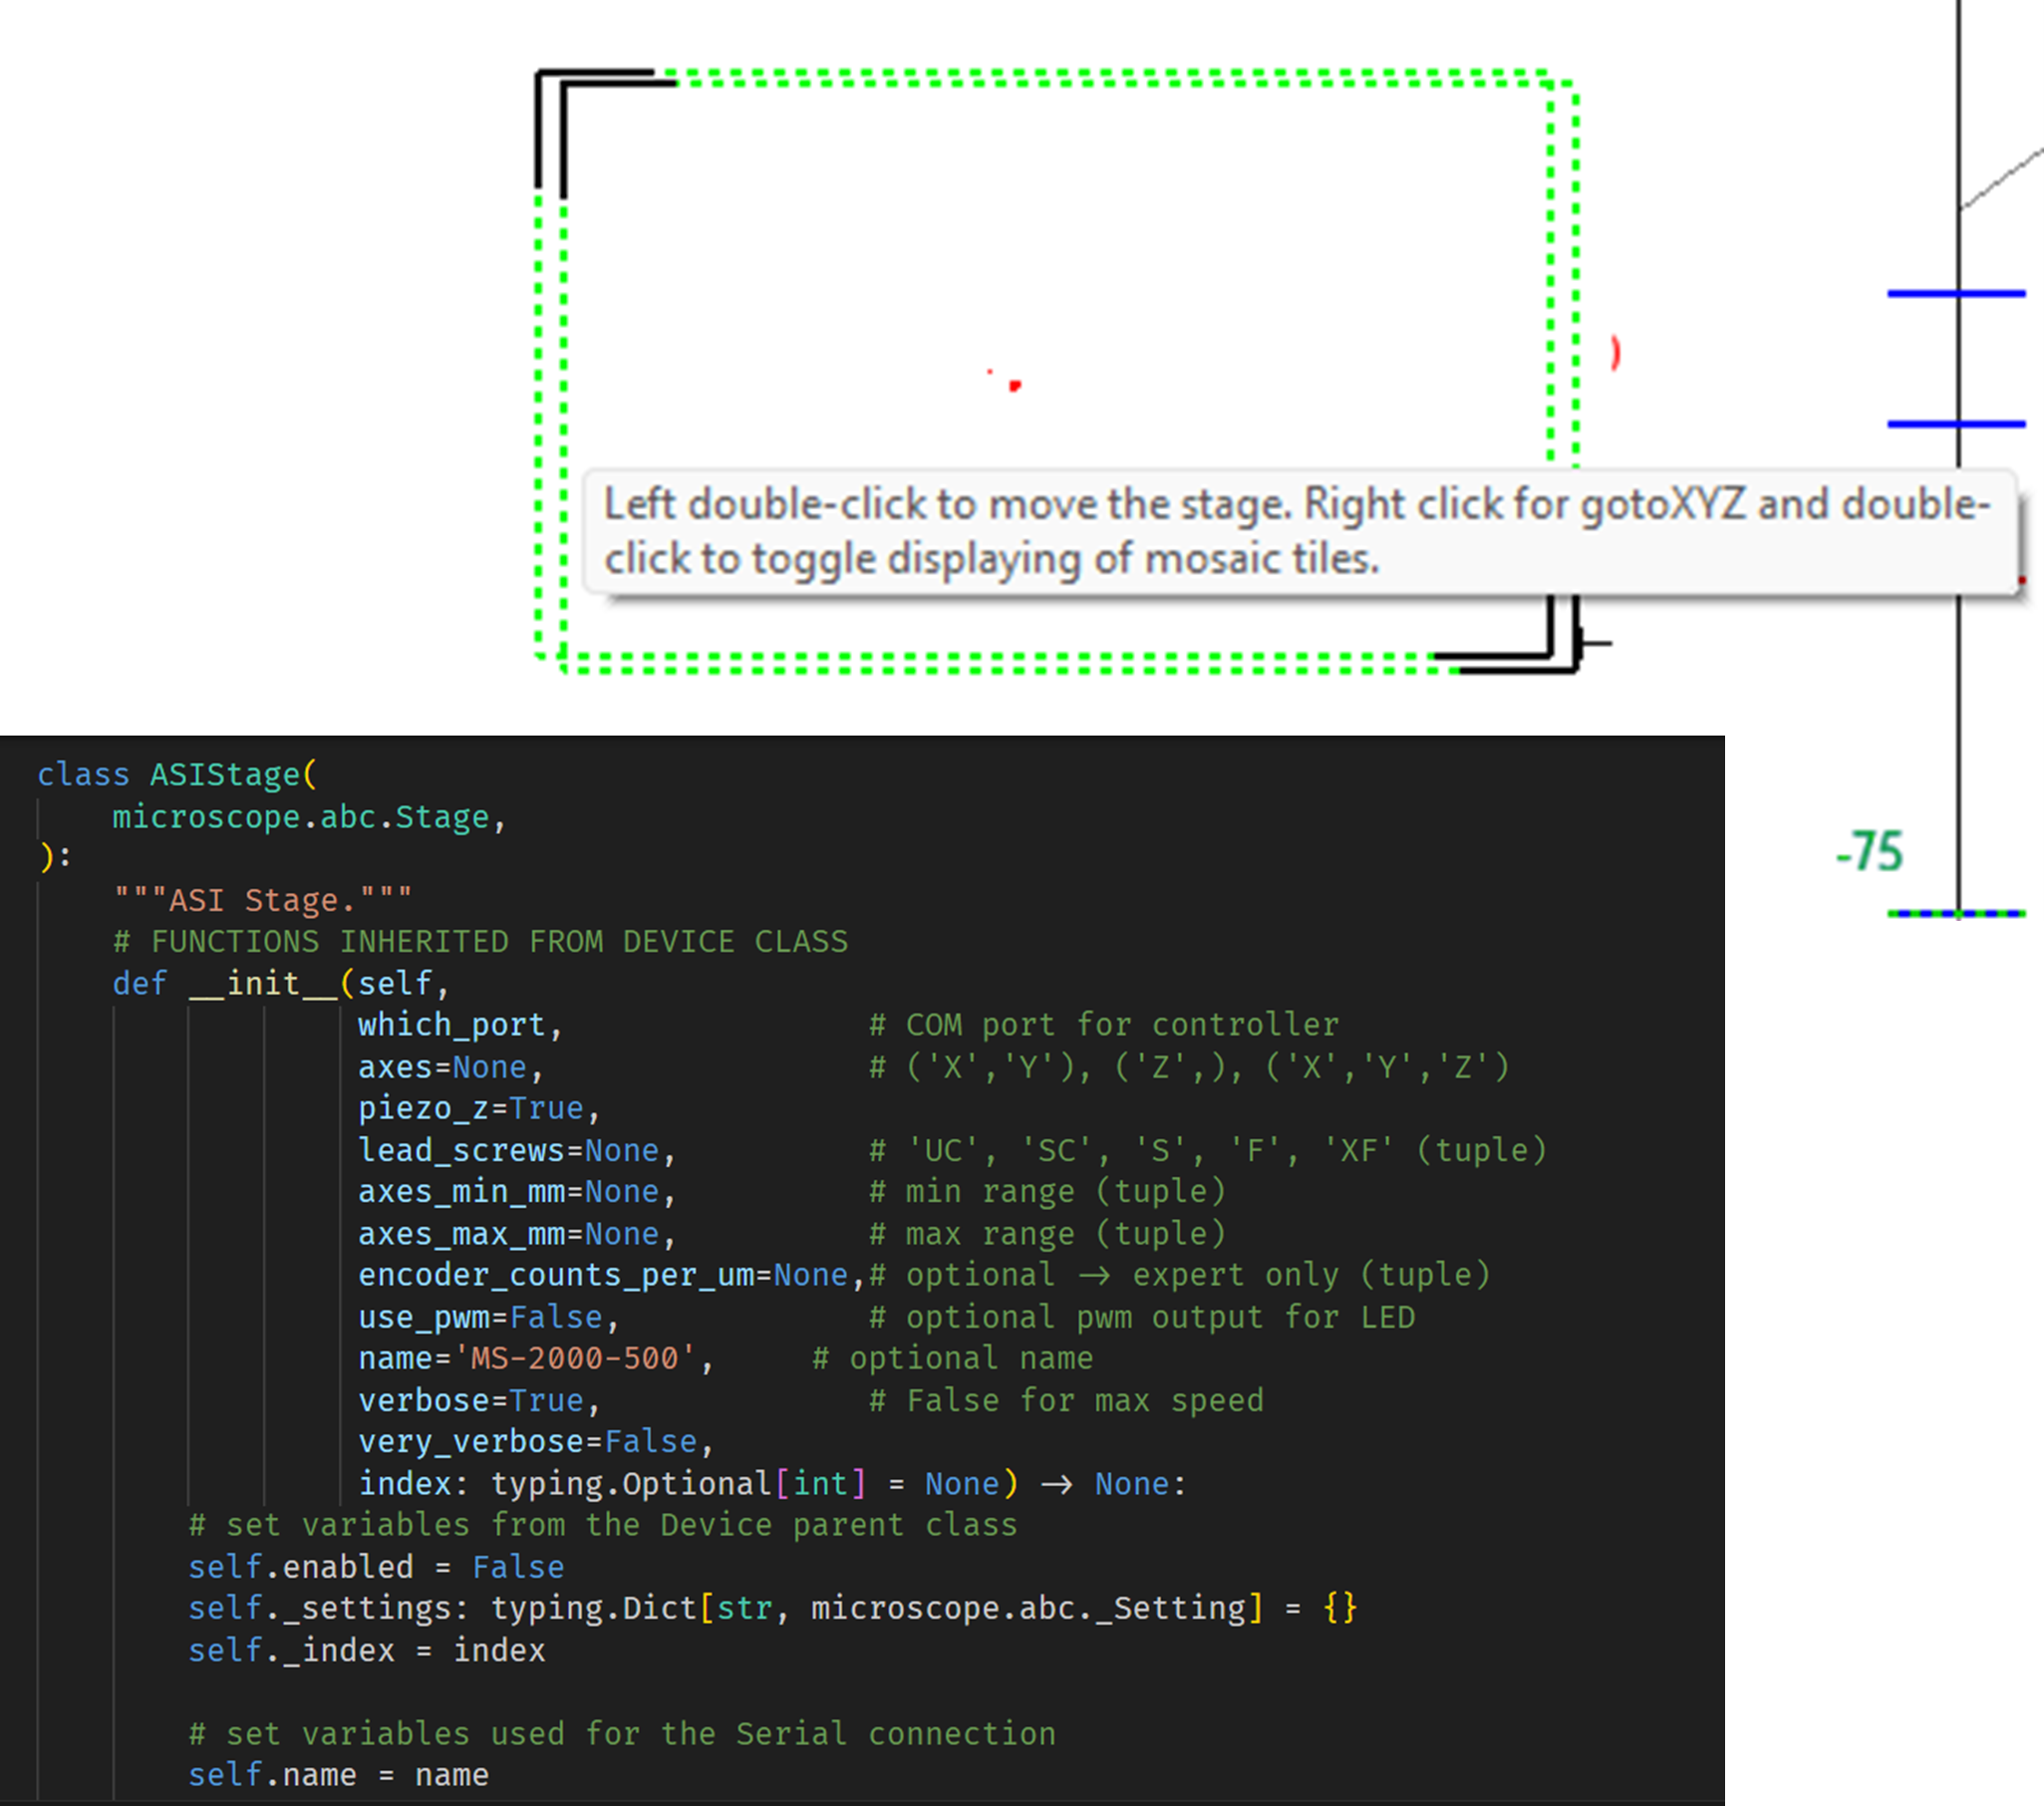 Left double-click to move the stage. Right click for gotoXYZ and double-
click to toggle displaying of mosaic tiles.
-75
class ASIStage(
    microscope.abc.Stage,
):
    """ASI Stage."""
    # FUNCTIONS INHERITED FROM DEVICE CLASS
    def __init__(self,
                 which_port,                # COM port for controller
                 axes=None,                 # ('X','Y'), ('Z',), ('X','Y','Z')
                 piezo_z=True,
                 lead_screws=None,          # 'UC', 'SC', 'S', 'F', 'XF' (tuple)
                 axes_min_mm=None,          # min range (tuple)
                 axes_max_mm=None,          # max range (tuple)
                 encoder_counts_per_um=None,# optional → expert only (tuple)
                 use_pwm=False,             # optional pwm output for LED
                 name='MS-2000-500',     # optional name
                 verbose=True,              # False for max speed
                 very_verbose=False,
                 index: typing.Optional[int] = None) → None:
        # set variables from the Device parent class
        self.enabled = False
        self._settings: typing.Dict[str, microscope.abc._Setting] = {}
        self._index = index
        # set variables used for the Serial connection
        self.name = name